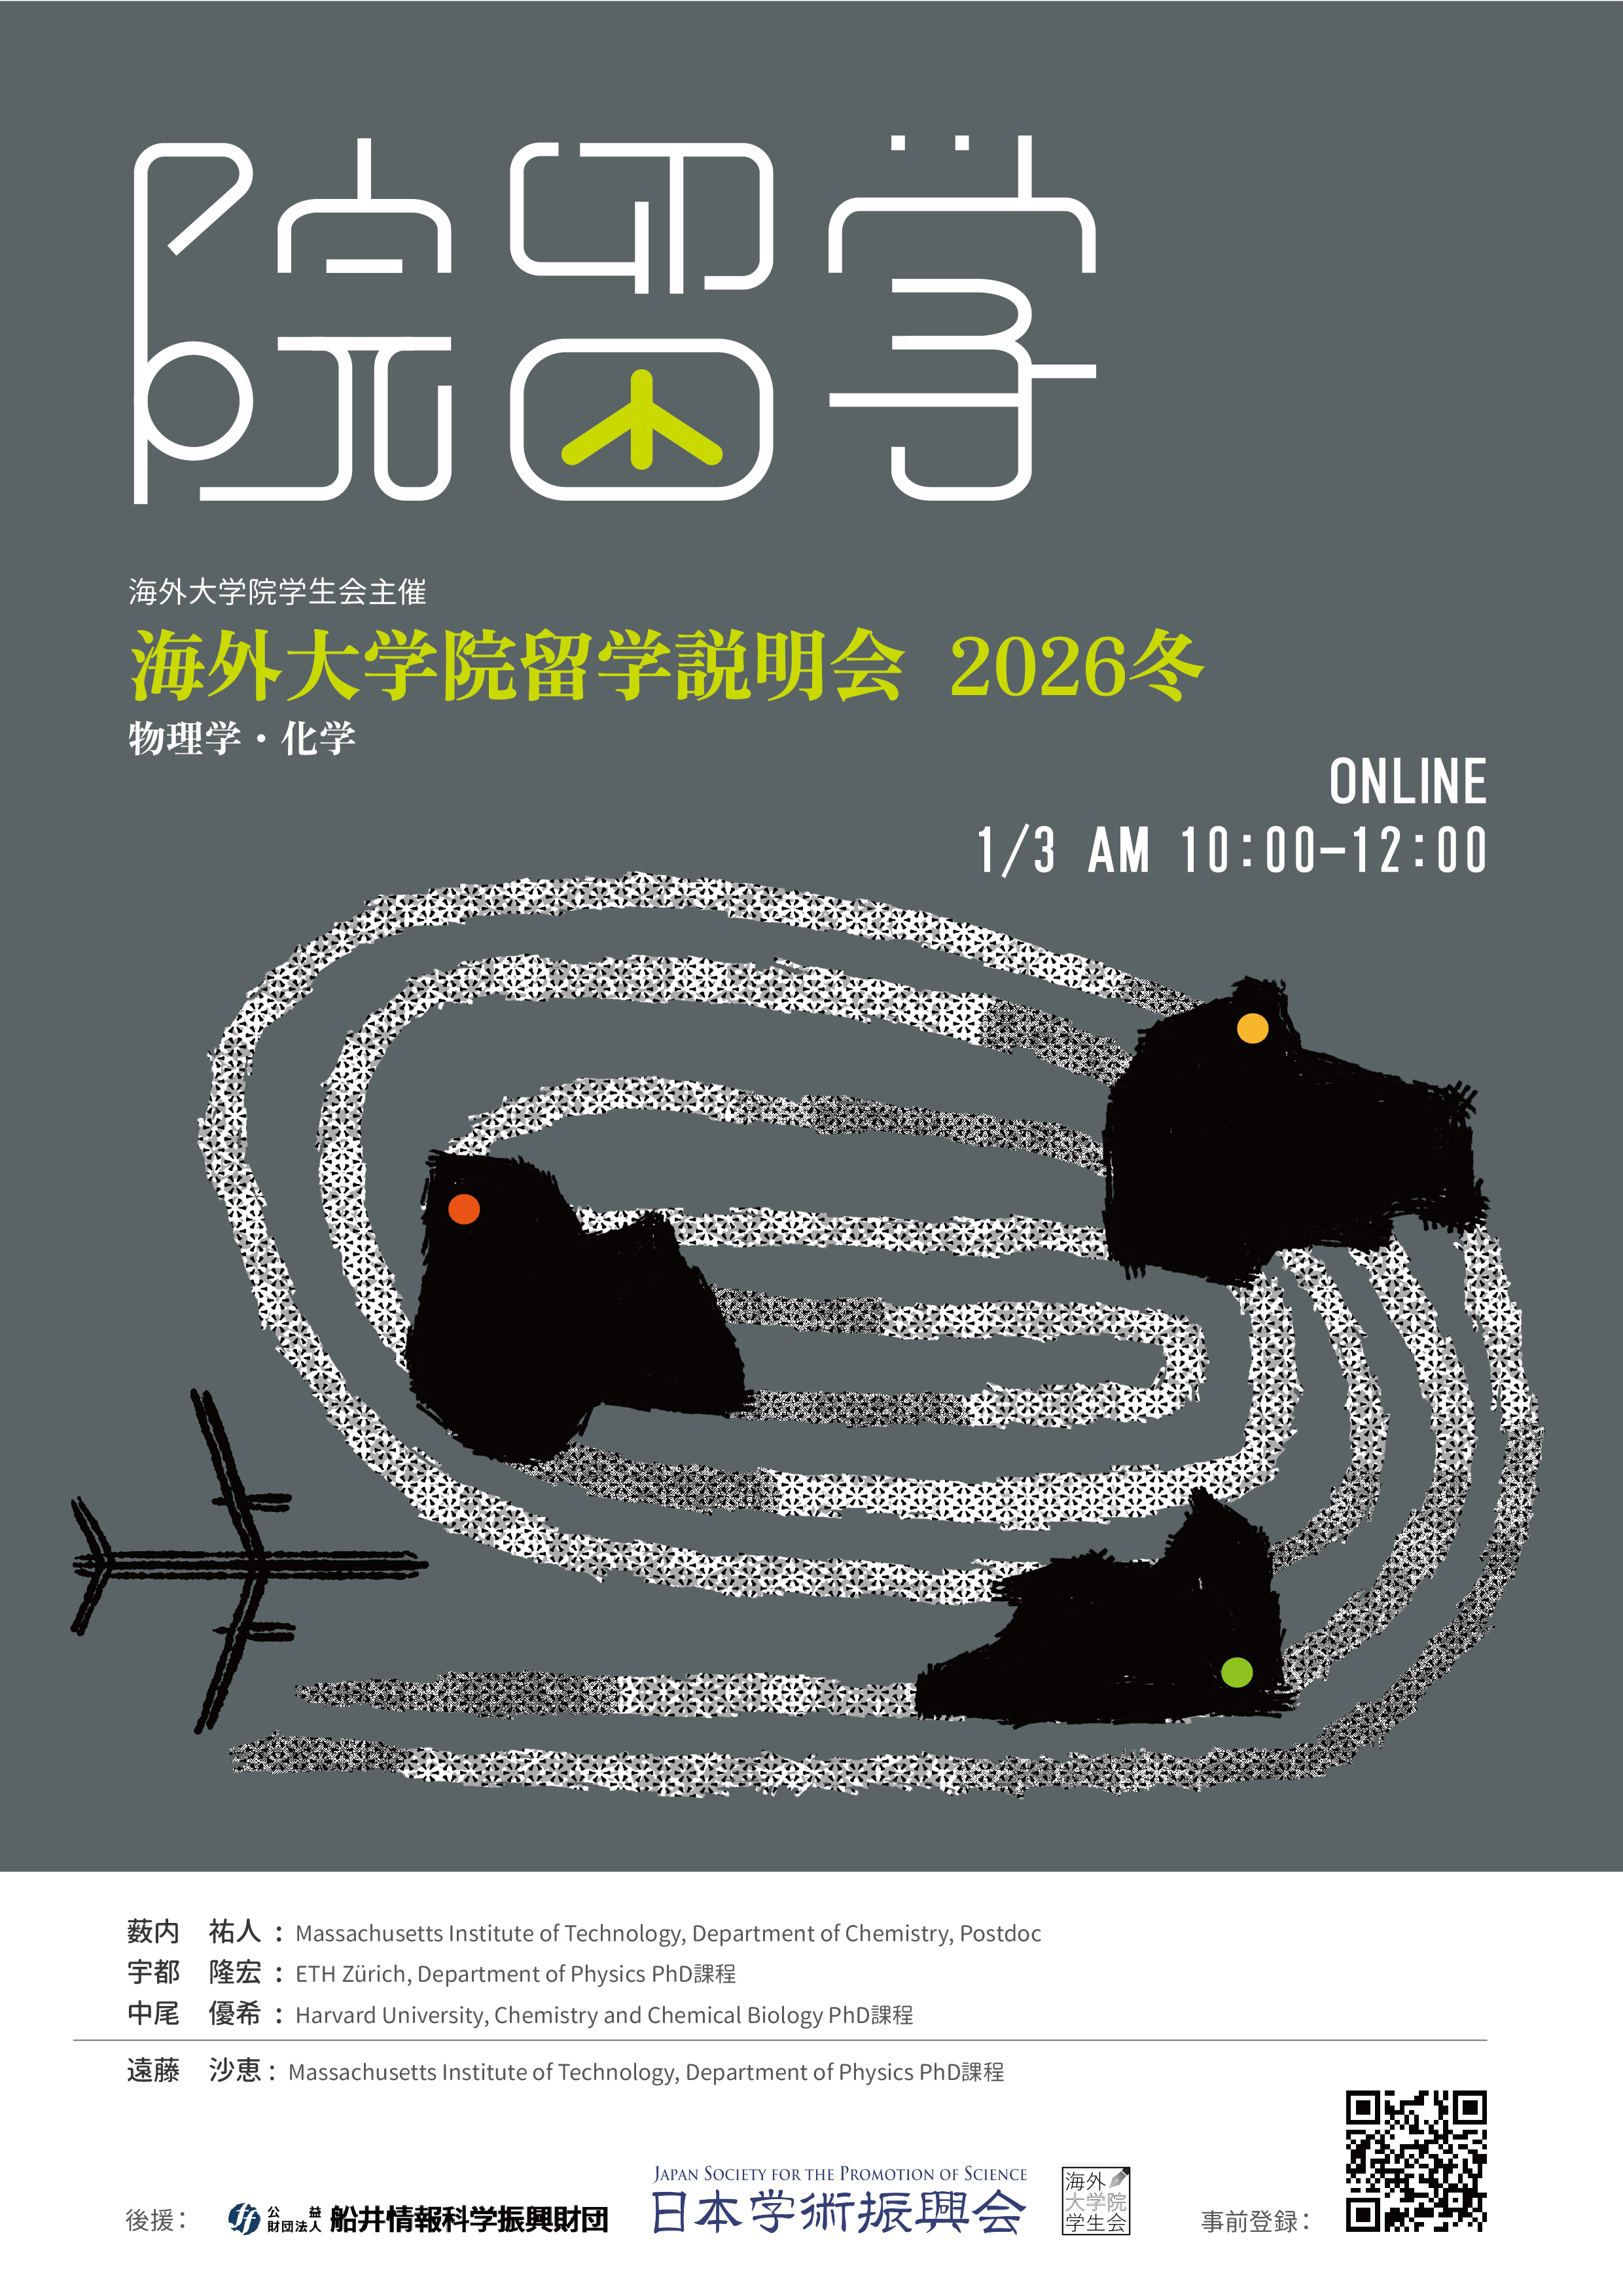 院留学
海外大学院学生会主催
海外大学院留学説明会 2026冬
物理学・化学
ONLINE
1/3 AM 10:00-12:00
薮内 祐人 : Massachusetts Institute of Technology, Department of Chemistry, Postdoc
宇都 隆宏 : ETH Zürich, Department of Physics PhD課程
中尾 優希 : Harvard University, Chemistry and Chemical Biology PhD課程
遠藤 沙恵 : Massachusetts Institute of Technology, Department of Physics PhD課程
後援:
公益財団法人 船井情報科学振興財団
JAPAN SOCIETY FOR THE PROMOTION OF SCIENCE
日本学術振興会
海外
大学院
学生会
事前登録: